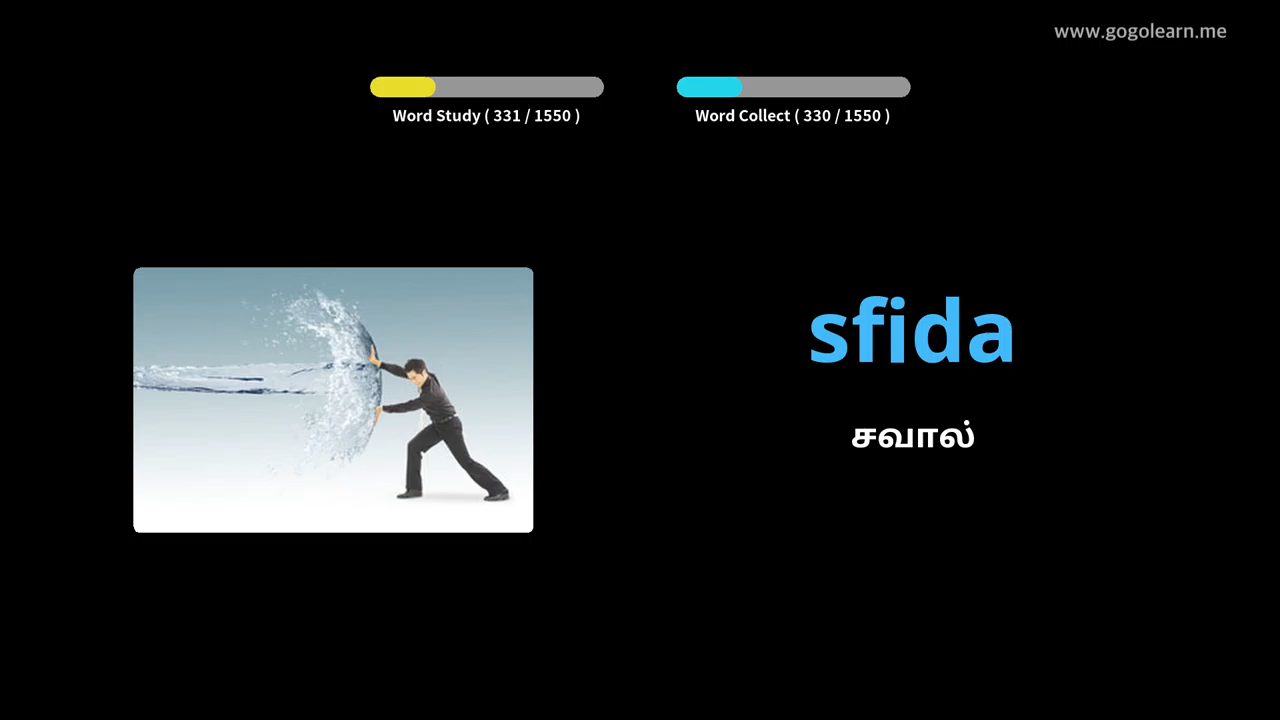 www.gogolearn.me
Word Study ( 331 / 1550 )
Word Collect ( 330 / 1550 )
sfida
சவால்